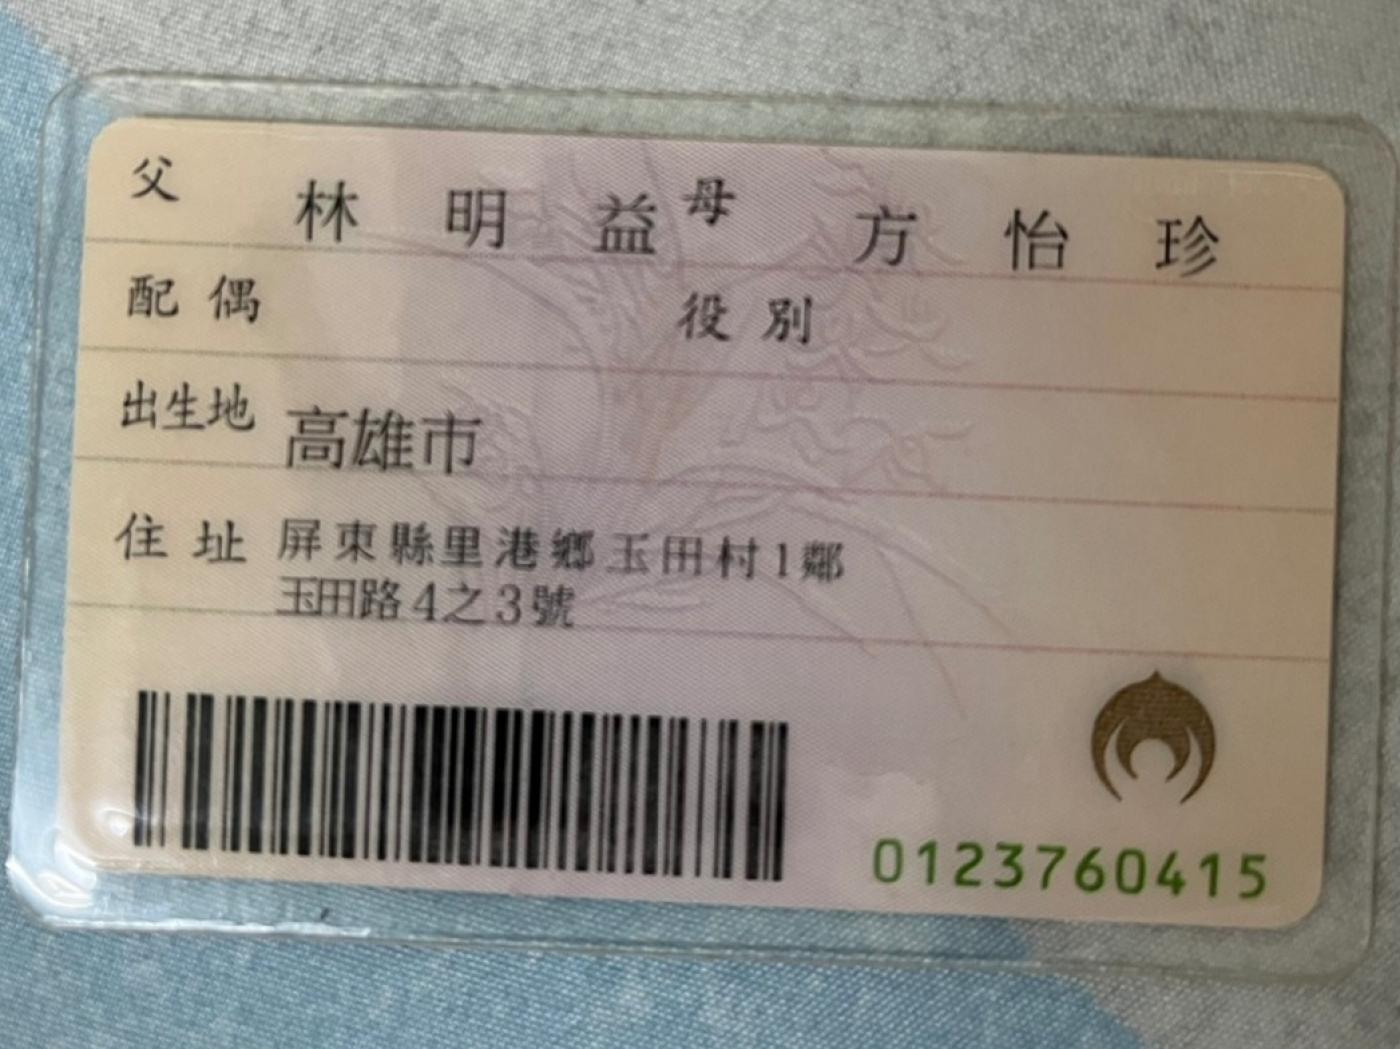 父 林明益 母 方怡珍
配偶 役別
出生地 高雄市
住址 屏東縣里港鄉玉田村1鄰
玉田路4之3號
0123760415